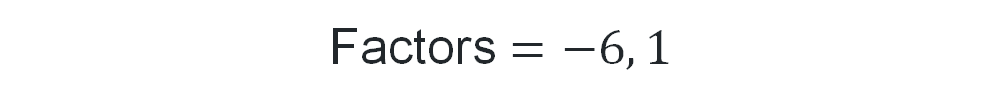 Factors = −6, 1